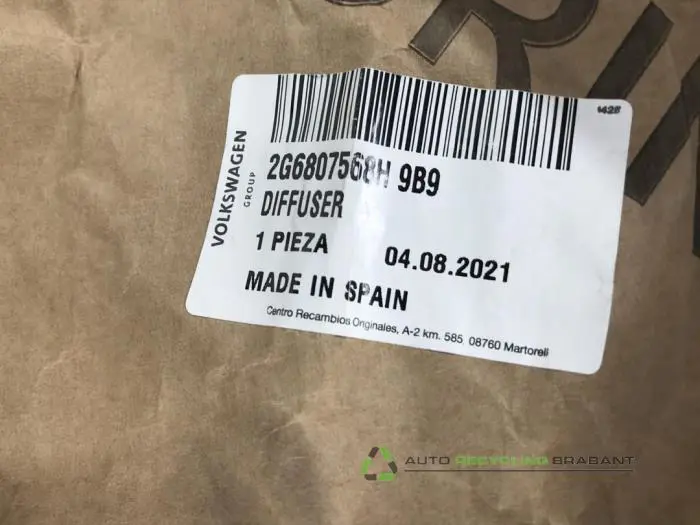 142F
VOLKSWAGEN
GROUP
2G6807568H 9B9
DIFFUSER
1 PIEZA 04.08.2021
MADE IN SPAIN
Centro Recambios Originales, A-2 km. 585, 08760 Martorell
AUTO RECYCLING BRABANT